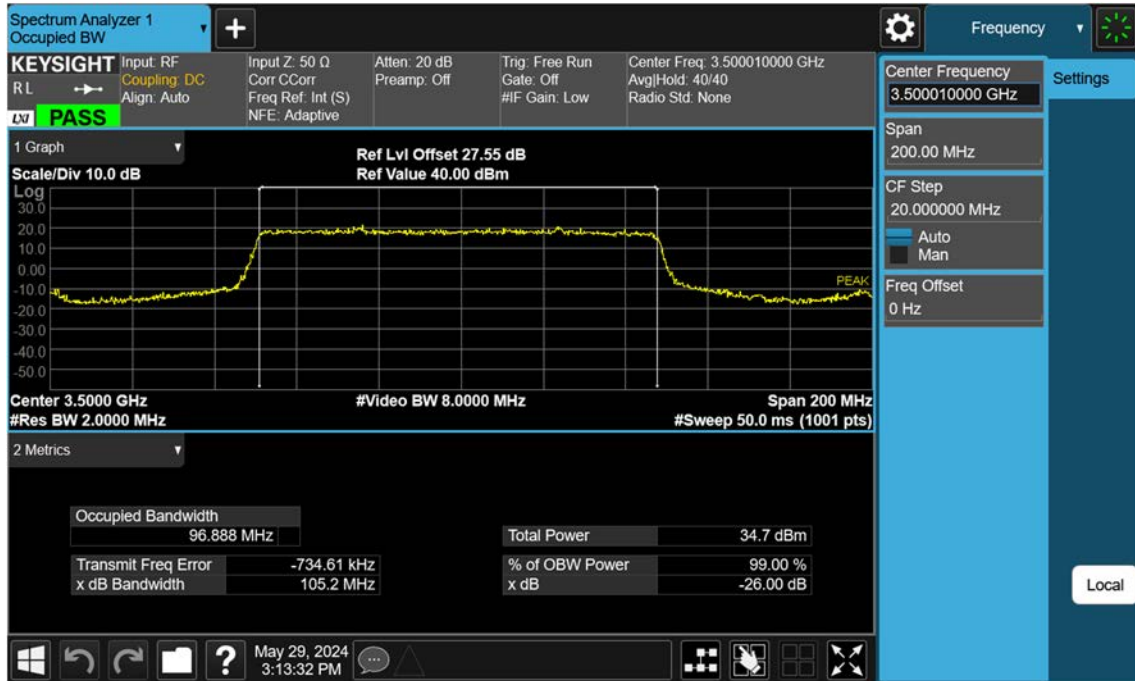 Spectrum Analyzer 1
Occupied BW
Frequency
KEYSIGHT
RL
LXI
PASS
Input: RF
Coupling: DC
Align: Auto
Input Z: 50 Ω
Corr CCorr
Freq Ref: Int (S)
NFE: Adaptive
Atten: 20 dB
Preamp: Off
Trig: Free Run
Gate: Off
#IF Gain: Low
Center Freq: 3.500010000 GHz
Avg|Hold: 40/40
Radio Std: None
Center Frequency
3.500010000 GHz
Settings
Span
200.00 MHz
CF Step
20.000000 MHz
Auto
Man
Freq Offset
0 Hz
Local
1 Graph
Scale/Div 10.0 dB
Ref Lvl Offset 27.55 dB
Ref Value 40.00 dBm
Log
30.0
20.0
10.0
0.00
-10.0
-20.0
-30.0
-40.0
-50.0
PEAK
Center 3.5000 GHz
#Video BW 8.0000 MHz
Span 200 MHz
#Res BW 2.0000 MHz
#Sweep 50.0 ms (1001 pts)
2 Metrics
Occupied Bandwidth
96.888 MHz
Total Power 34.7 dBm
Transmit Freq Error -734.61 kHz
% of OBW Power 99.00 %
x dB Bandwidth 105.2 MHz
x dB -26.00 dB
?
May 29, 2024
3:13:32 PM